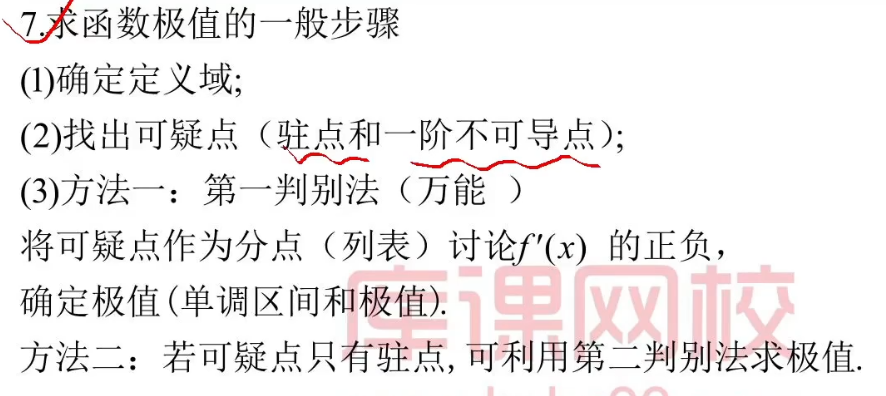 7.求函数极值的一般步骤
(1)确定定义域;
(2)找出可疑点（驻点和一阶不可导点);
(3)方法一：第一判别法（万能 ）
将可疑点作为分点（列表）讨论f′(x) 的正负，
确定极值(单调区间和极值).
方法二：若可疑点只有驻点,可利用第二判别法求极值.
库课网校